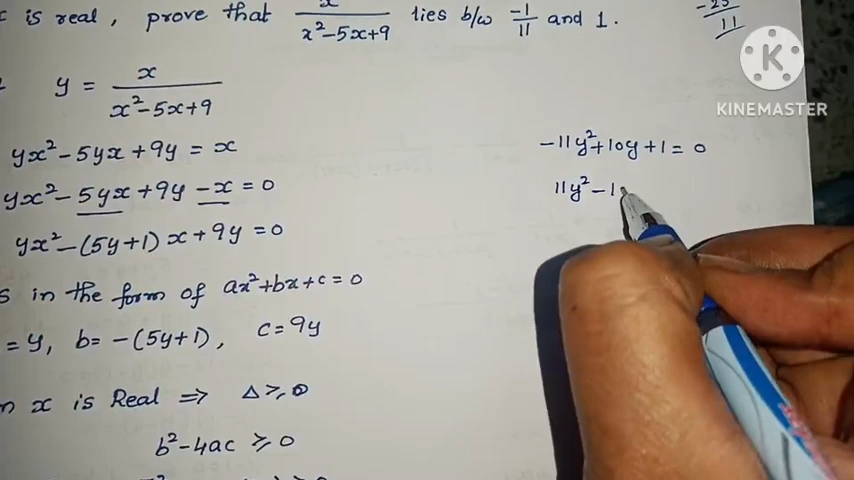 is real, prove that x/(x²-5x+9) lies b/w -1/11 and 1.
y = x/(x²-5x+9)
yx²-5yx+9y = x
yx²-5yx+9y-x=0
yx²-(5y+1)x+9y=0
in the form of ax²+bx+c=0
=y, b=-(5y+1), c=9y
x is Real ⇒ Δ≥0
b²-4ac ≥0
-25/11
K
KINEMASTER
-11y²+10y+1=0
11y²-1